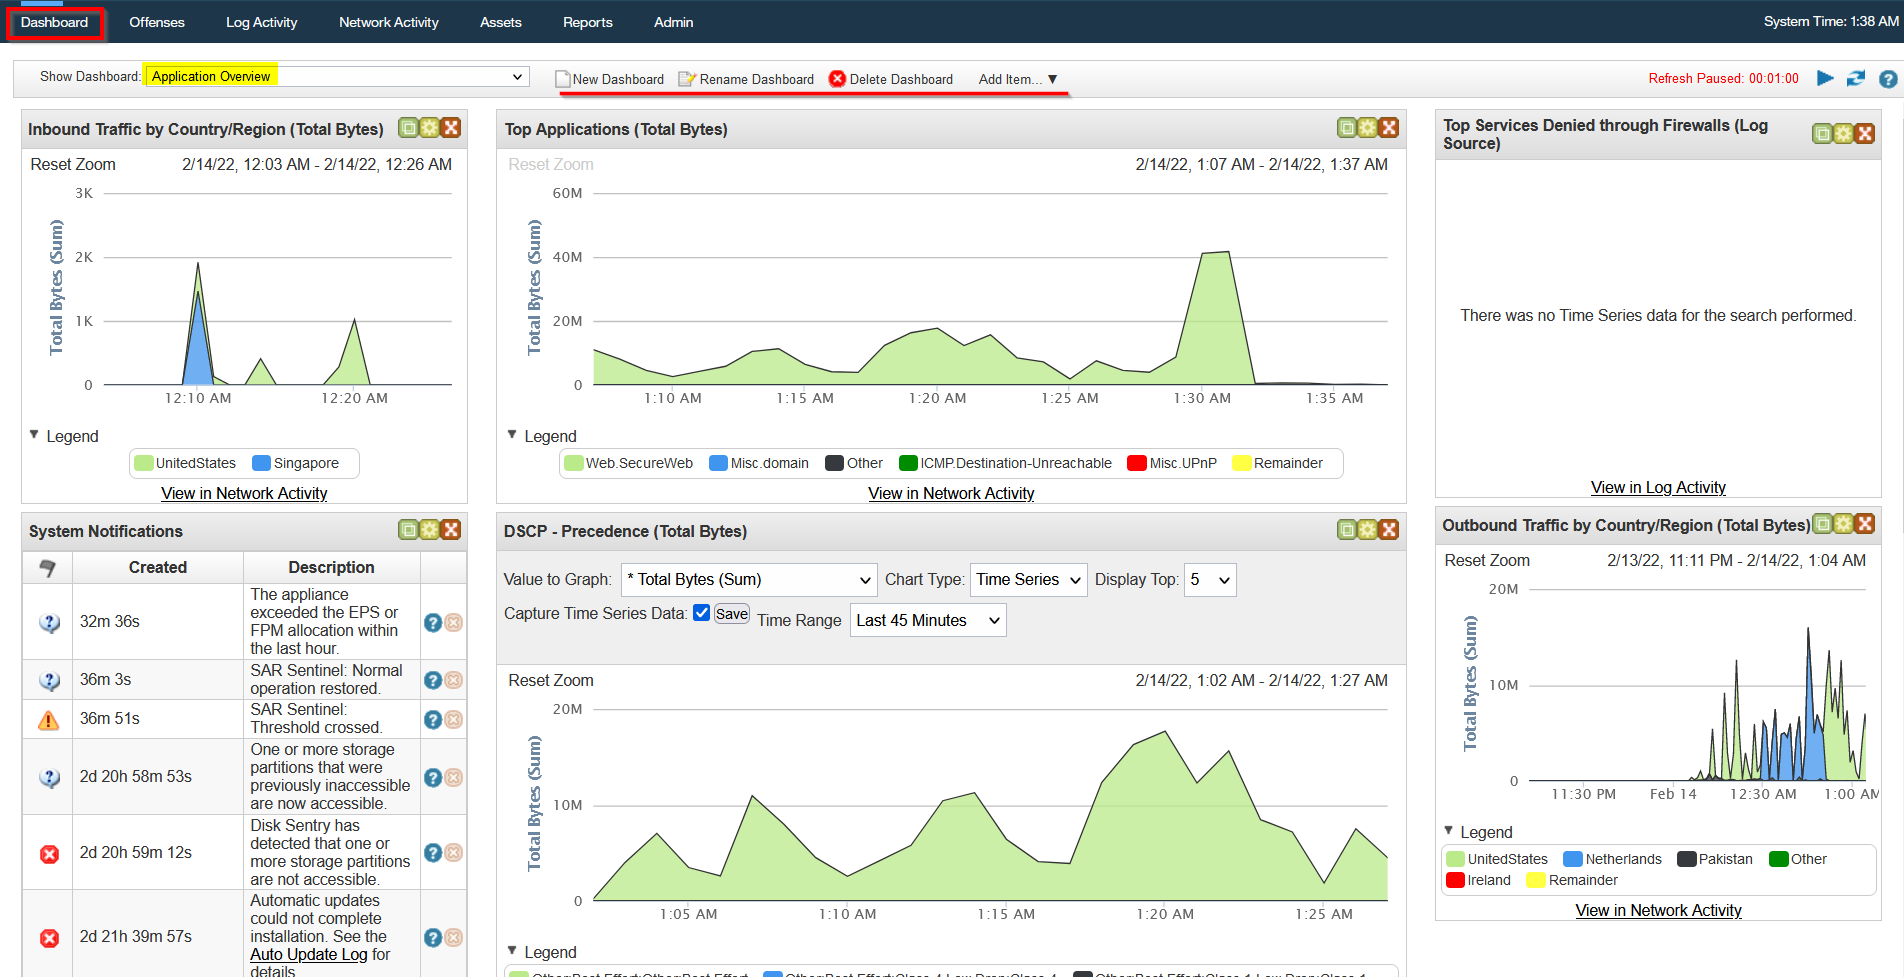 Dashboard Offenses Log Activity Network Activity Assets Reports Admin System Time: 1:38 AM
Show Dashboard: Application Overview New Dashboard Rename Dashboard Delete Dashboard Add Item... ▼ Refresh Paused: 00:01:00
Inbound Traffic by Country/Region (Total Bytes)
Reset Zoom 2/14/22, 12:03 AM - 2/14/22, 12:26 AM
Total Bytes (Sum)
3K
2K
1K
0
12:10 AM 12:20 AM
Legend
UnitedStates Singapore
View in Network Activity
Top Applications (Total Bytes)
Reset Zoom 2/14/22, 1:07 AM - 2/14/22, 1:37 AM
Total Bytes (Sum)
60M
40M
20M
0
1:10 AM 1:15 AM 1:20 AM 1:25 AM 1:30 AM 1:35 AM
Legend
Web.SecureWeb Misc.domain Other ICMP.Destination-Unreachable Misc.UPnP Remainder
View in Network Activity
Top Services Denied through Firewalls (Log
Source)
There was no Time Series data for the search performed.
View in Log Activity
System Notifications
Created Description
32m 36s
The appliance
exceeded the EPS or
FPM allocation within
the last hour.
36m 3s
SAR Sentinel: Normal
operation restored.
36m 51s
SAR Sentinel:
Threshold crossed.
2d 20h 58m 53s
One or more storage
partitions that were
previously inaccessible
are now accessible.
2d 20h 59m 12s
Disk Sentry has
detected that one or
more storage partitions
are not accessible.
2d 21h 39m 57s
Automatic updates
could not complete
installation. See the
Auto Update Log for
details
DSCP - Precedence (Total Bytes)
Value to Graph: * Total Bytes (Sum) Chart Type: Time Series Display Top: 5
Capture Time Series Data: Save Time Range Last 45 Minutes
Reset Zoom 2/14/22, 1:02 AM - 2/14/22, 1:27 AM
Total Bytes (Sum)
20M
10M
0
1:05 AM 1:10 AM 1:15 AM 1:20 AM 1:25 AM
Legend
Outbound Traffic by Country/Region (Total Bytes)
Reset Zoom 2/13/22, 11:11 PM - 2/14/22, 1:04 AM
Total Bytes (Sum)
20M
10M
0
11:30 PM Feb 14 12:30 AM 1:00 AM
Legend
UnitedStates Netherlands Pakistan Other
Ireland Remainder
View in Network Activity